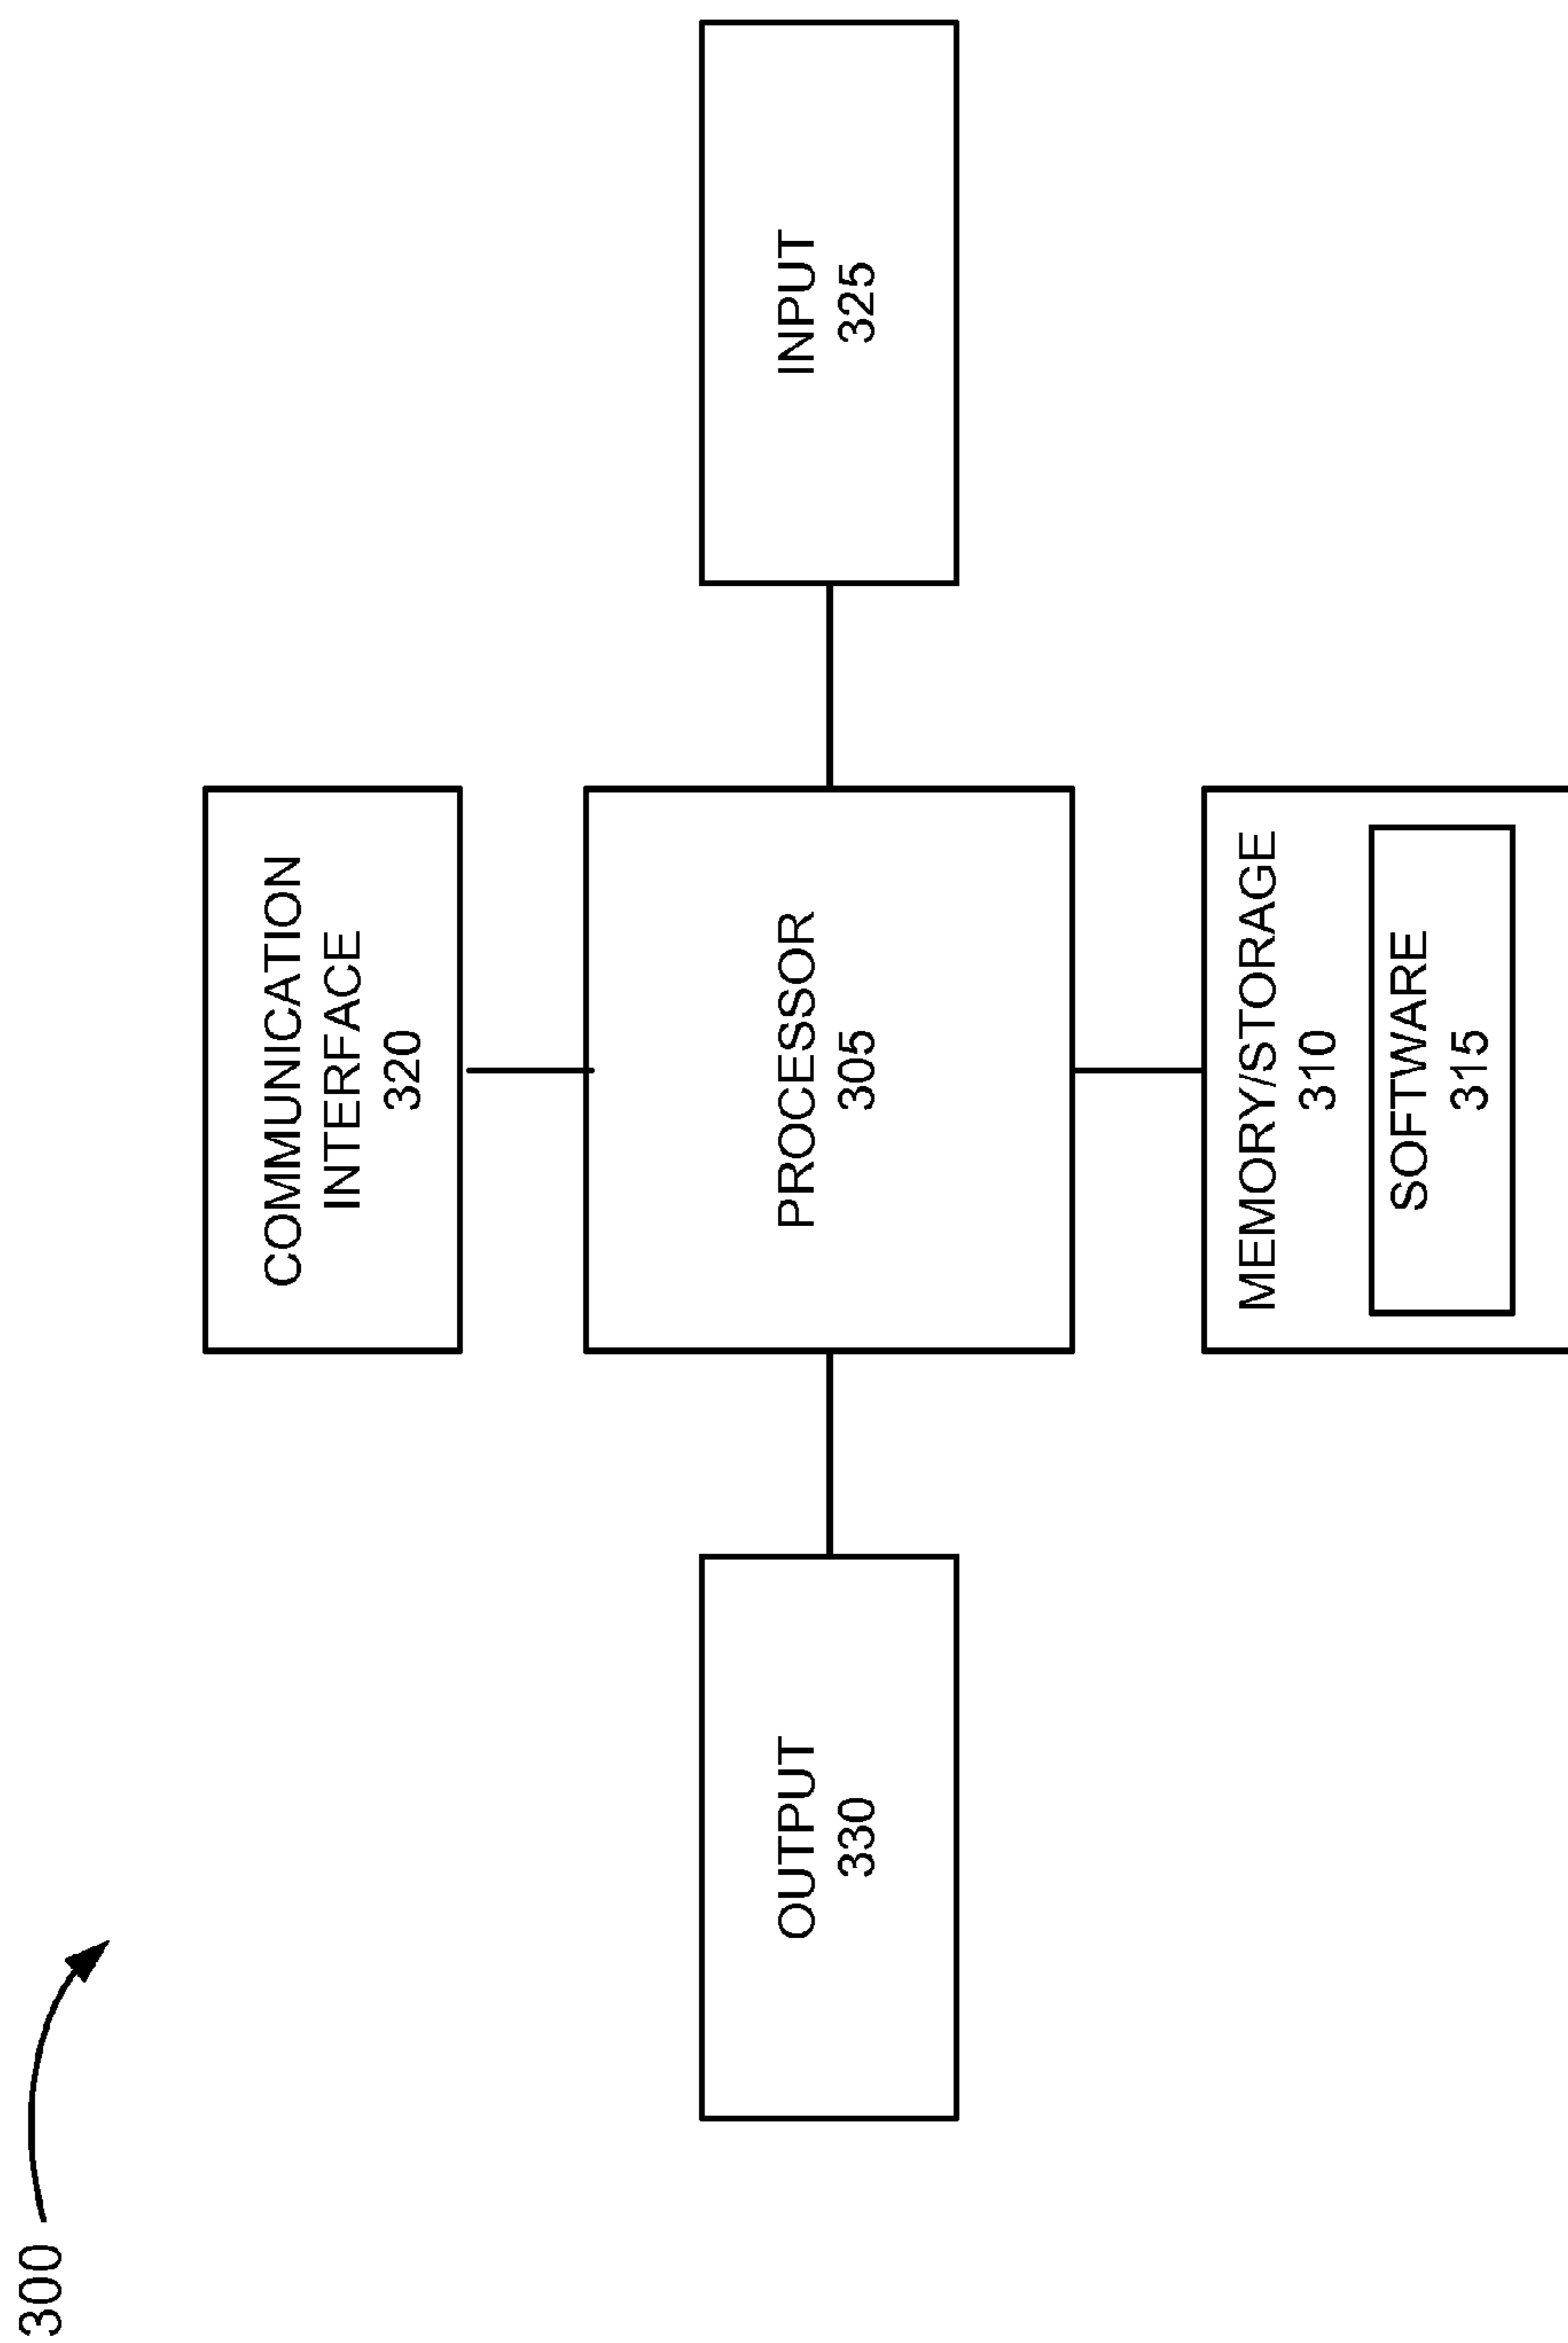 300
COMMUNICATION
INTERFACE
320
OUTPUT
330
PROCESSOR
305
INPUT
325
MEMORY/STORAGE
310
SOFTWARE
315